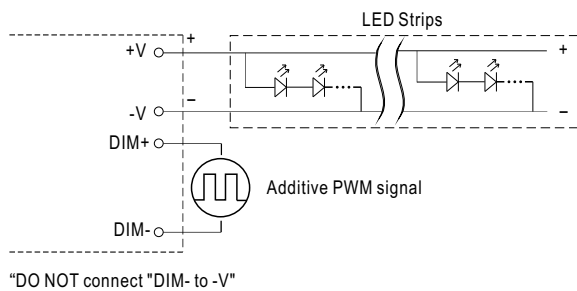 LED Strips
+V
+
+
-V
–
–
DIM+
Additive PWM signal
DIM-
“DO NOT connect "DIM- to -V"